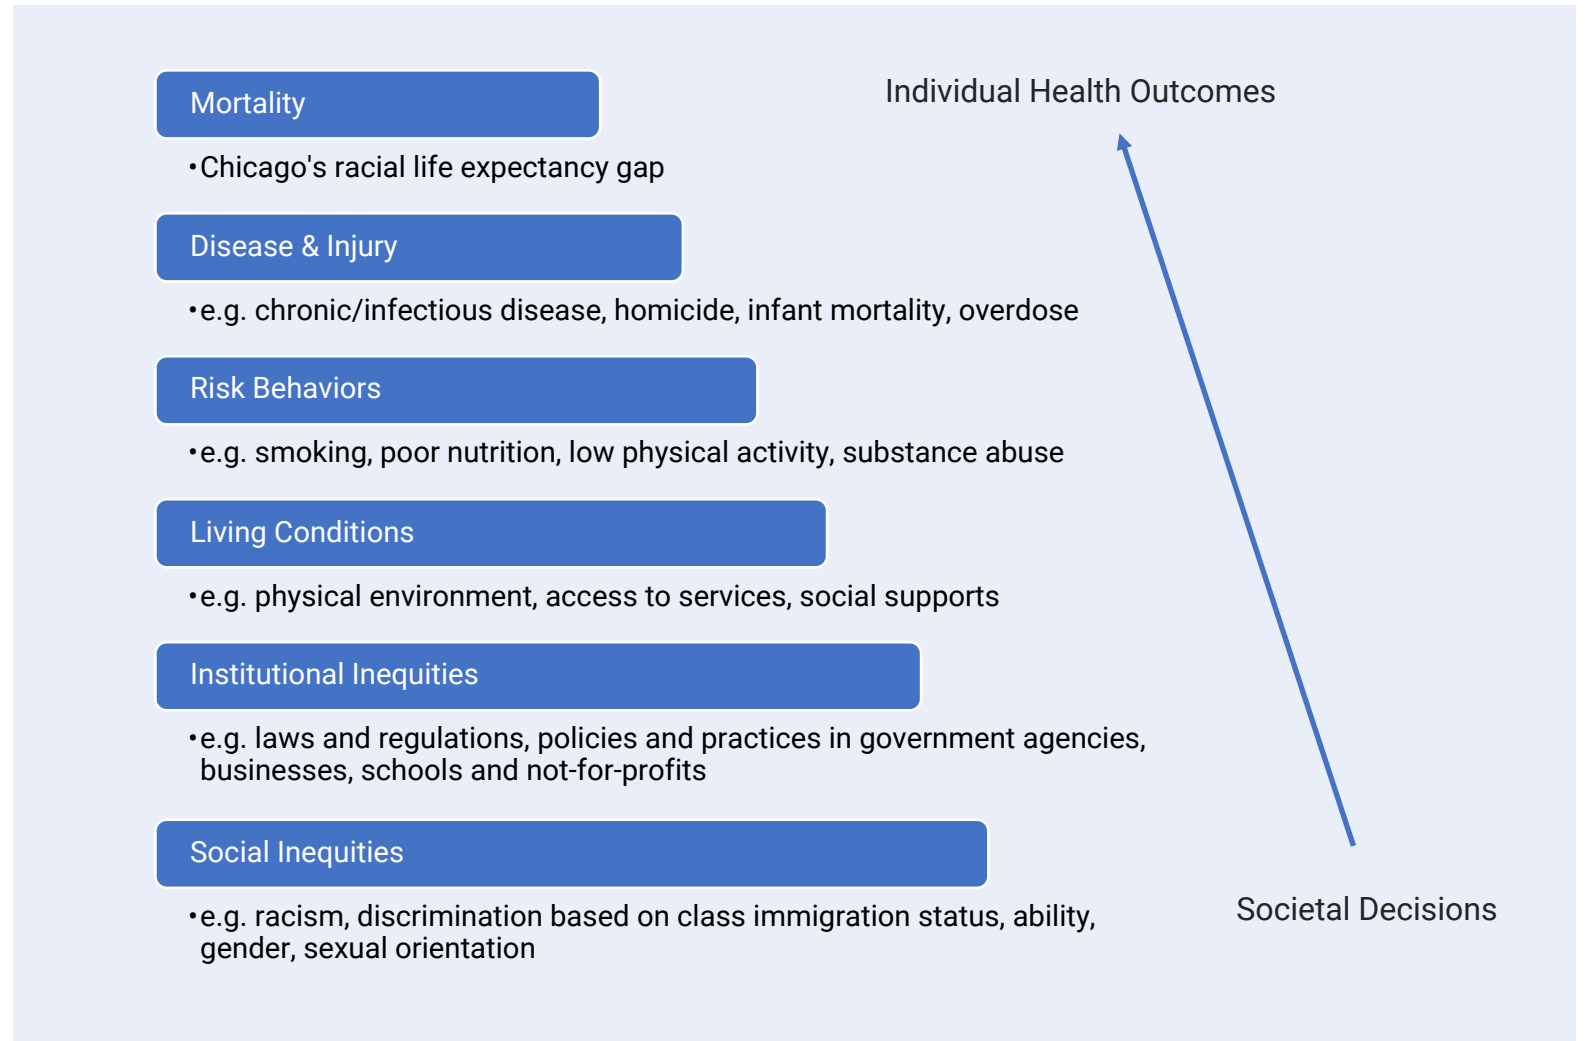 Mortality
Individual Health Outcomes
•Chicago's racial life expectancy gap
Disease & Injury
•e.g. chronic/infectious disease, homicide, infant mortality, overdose
Risk Behaviors
•e.g. smoking, poor nutrition, low physical activity, substance abuse
Living Conditions
•e.g. physical environment, access to services, social supports
Institutional Inequities
•e.g. laws and regulations, policies and practices in government agencies,
businesses, schools and not-for-profits
Social Inequities
•e.g. racism, discrimination based on class immigration status, ability,
gender, sexual orientation
Societal Decisions